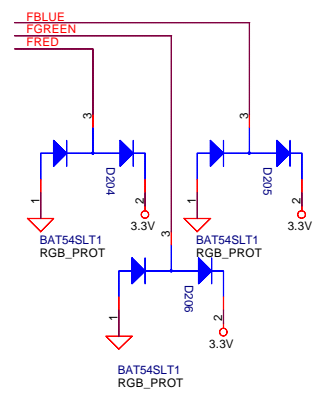 FBLUE
FGREEN
FRED
3
3
D204
D205
1
2
1
2
3.3V
3.3V
BAT54SLT1
RGB_PROT
BAT54SLT1
RGB_PROT
3
D206
1
2
3.3V
BAT54SLT1
RGB_PROT